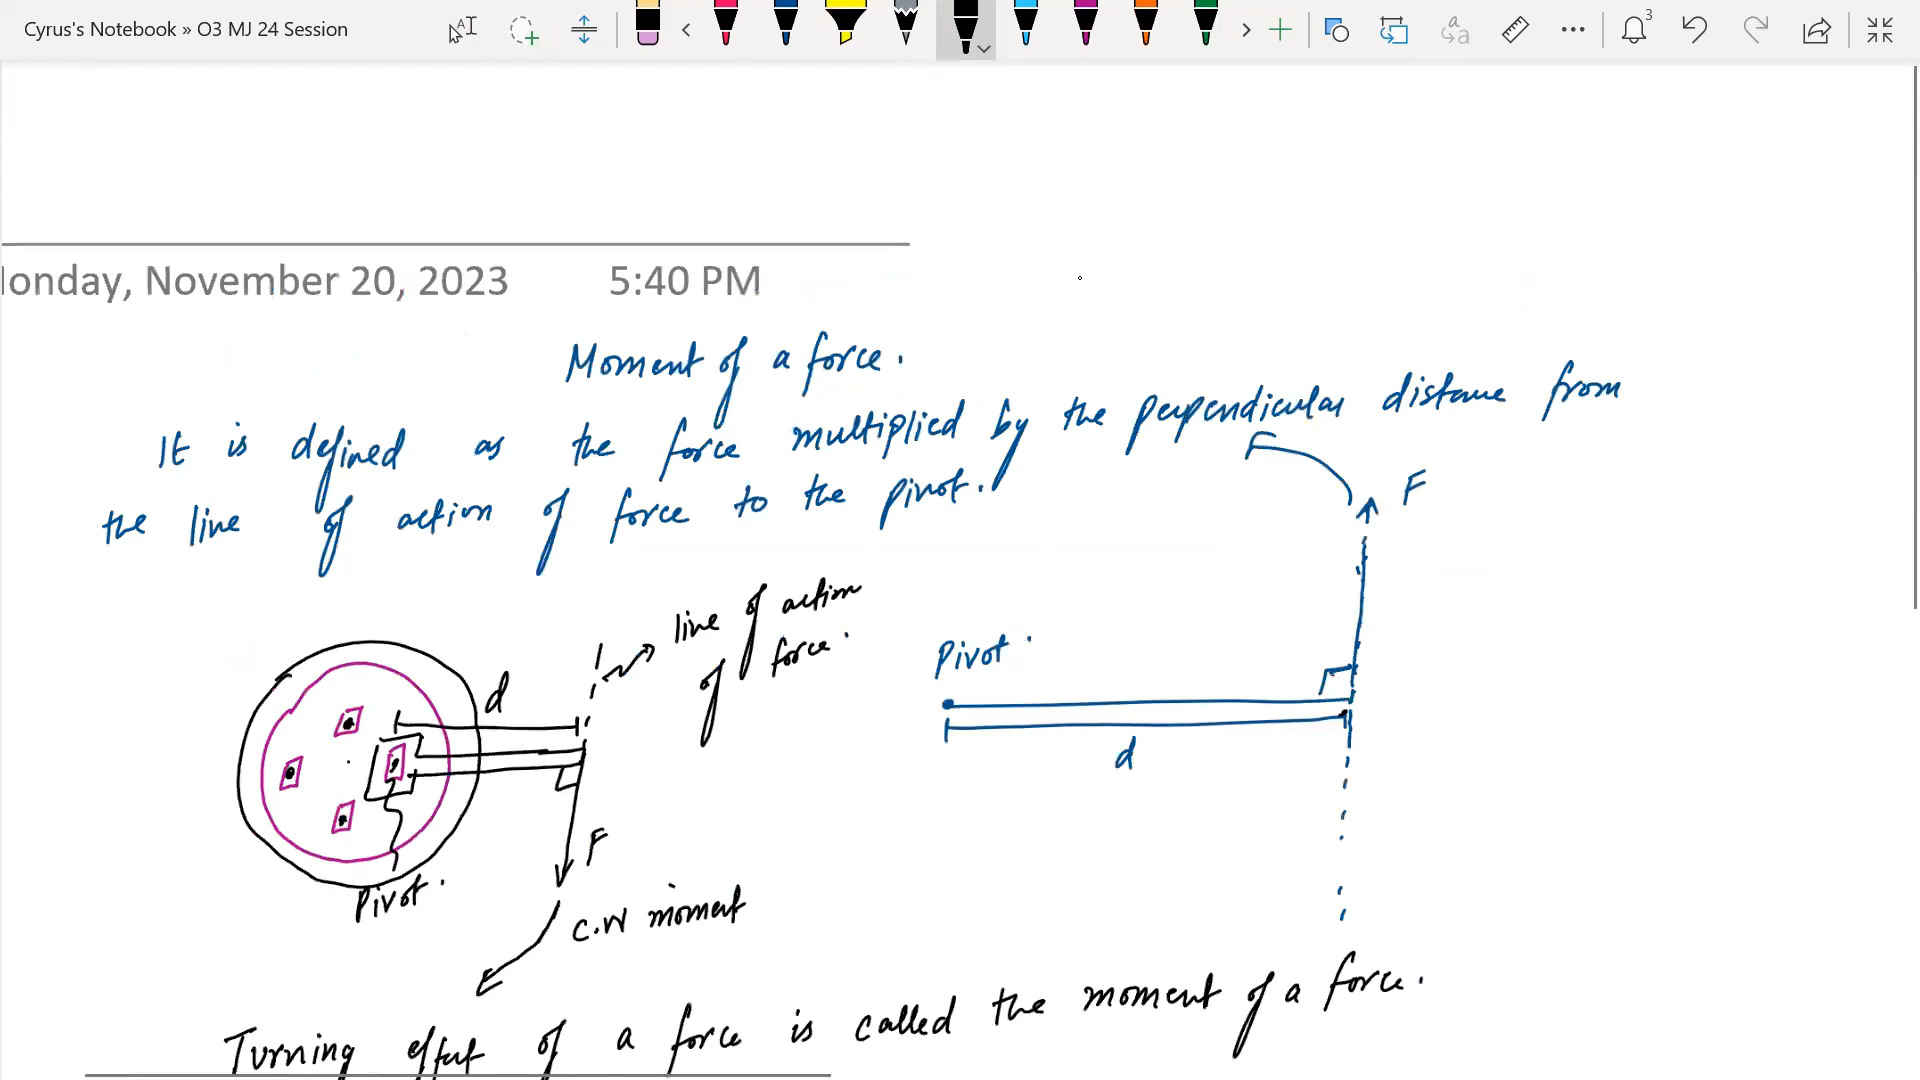 Cyrus's Notebook » O3 MJ 24 Session
3
onday, November 20, 2023 5:40 PM
Moment of a force.
It is defined as the force multiplied by the perpendicular distance from
the line of action of force to the pivot.
F
line of action
of force.
d
Pivot.
d
F
Pivot.
C.W moment
Turning effect of a force is called the moment of a force.